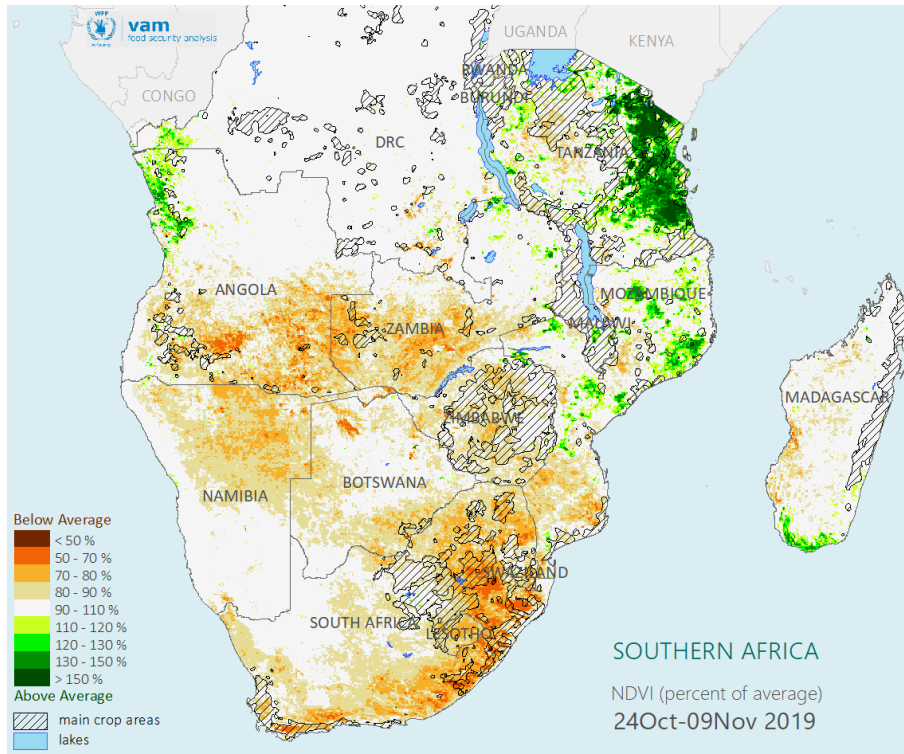 WFP
wfp.org
vam
food security analysis
UGANDA
KENYA
RWANDA
CONGO
BURUNDI
DRC
TANZANIA
ANGOLA
MOZAMBIQUE
MALAWI
ZAMBIA
MADAGASCAR
ZIMBABWE
BOTSWANA
NAMIBIA
SWAZILAND
SOUTH AFRICA
LESOTHO
Below Average
< 50 %
50 - 70 %
70 - 80 %
80 - 90 %
90 - 110 %
110 - 120 %
120 - 130 %
130 - 150 %
> 150 %
Above Average
main crop areas
lakes
SOUTHERN AFRICA
NDVI (percent of average)
24Oct-09Nov 2019